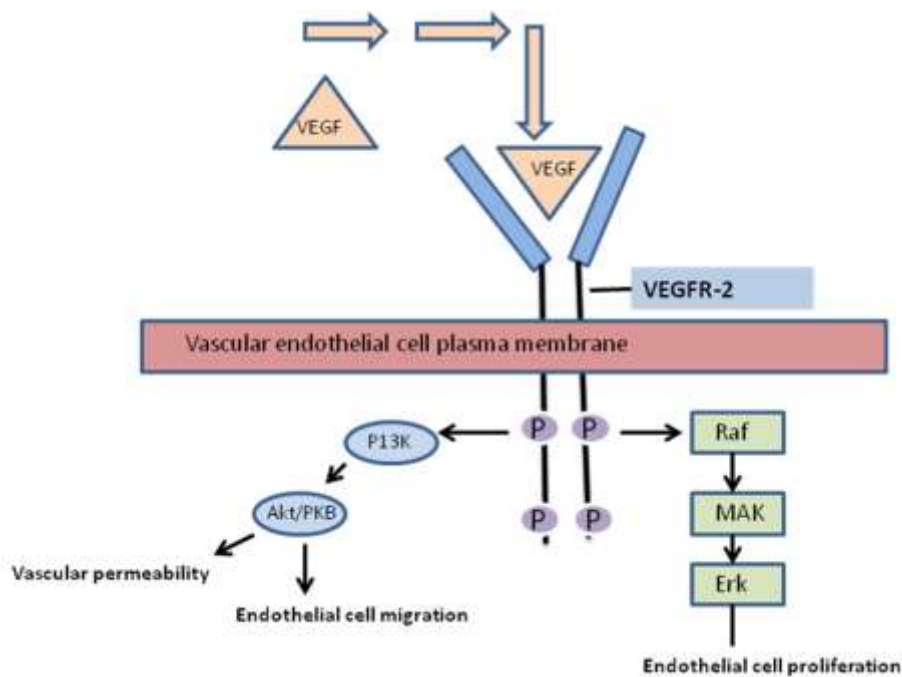 VEGF
VEGF
VEGFR-2
Vascular endothelial cell plasma membrane
P13K
P
P
Raf
Akt/PKB
P
P
MAK
Vascular permeability
Erk
Endothelial cell migration
Endothelial cell proliferation